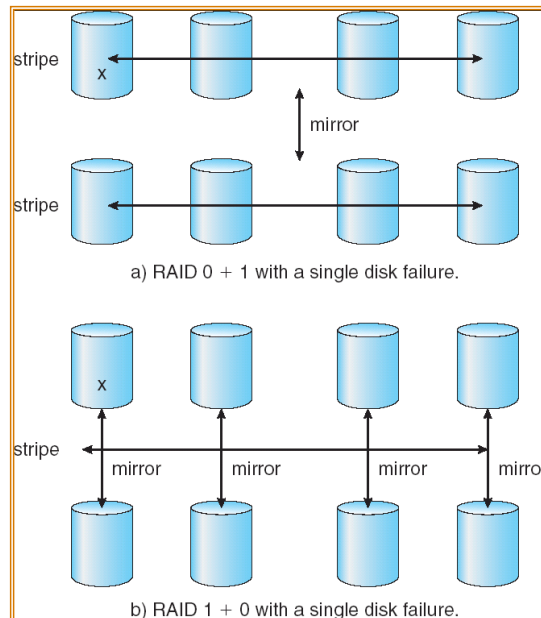 stripe
x
mirror
stripe
a) RAID 0 + 1 with a single disk failure.
x
stripe
mirror
mirror
mirror
mirro
b) RAID 1 + 0 with a single disk failure.